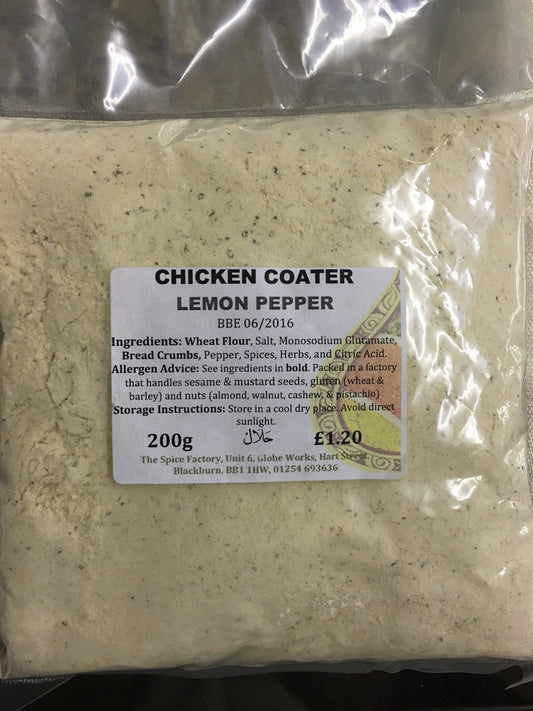 CHICKEN COATER
LEMON PEPPER
BBE 06/2016
Ingredients: Wheat Flour, Salt, Monosodium Glutamate,
Bread Crumbs, Pepper, Spices, Herbs, and Citric Acid.
Allergen Advice: See ingredients in bold. Packed in a factory
that handles sesame & mustard seeds, gluten (wheat &
barley) and nuts (almond, walnut, cashew, & pistachio)
Storage Instructions: Store in a cool dry place. Avoid direct
sunlight.
200g حلال £1.20
The Spice Factory, Unit 6, Globe Works, Hart Street,
Blackburn, BB1 1HW, 01254 693636